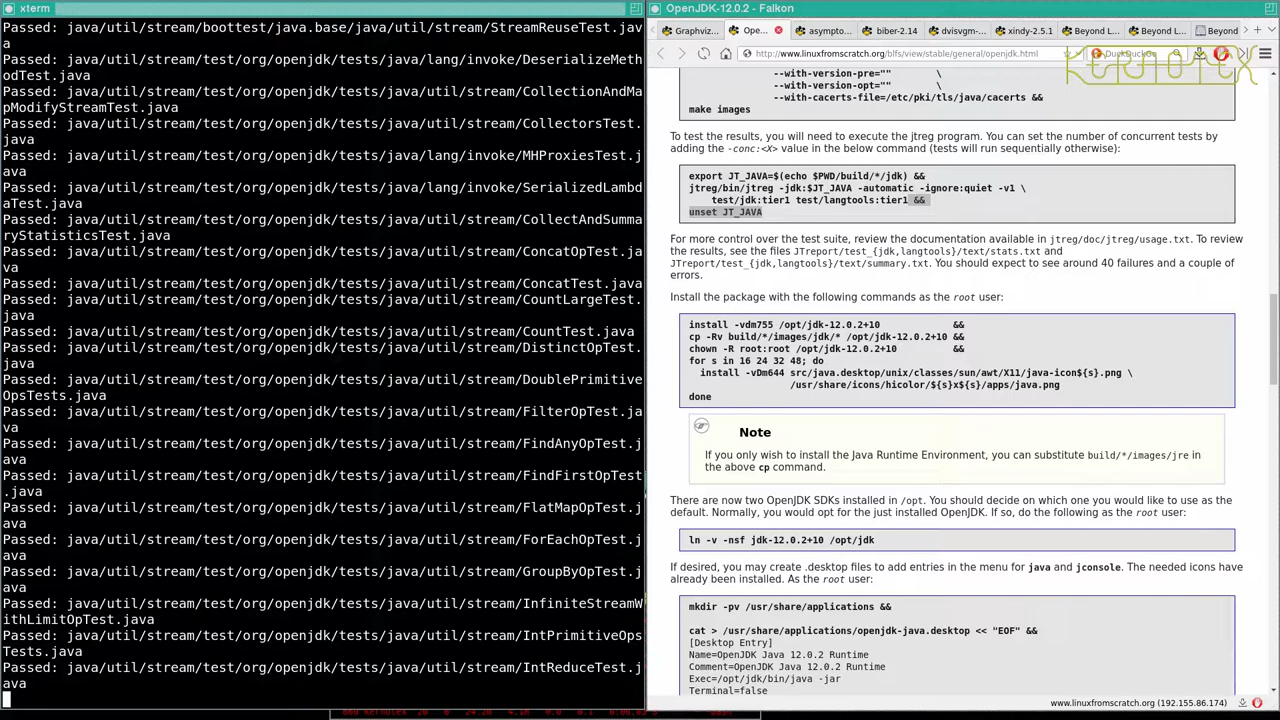 xterm
Passed: java/util/stream/boottest/java.base/java/util/stream/StreamReuseTest.jav
a
Passed: java/util/stream/test/org/openjdk/tests/java/lang/invoke/DeserializeMeth
odTest.java
Passed: java/util/stream/test/org/openjdk/tests/java/util/stream/CollectionAndMa
pModifyStreamTest.java
Passed: java/util/stream/test/org/openjdk/tests/java/util/stream/CollectorsTest.
java
Passed: java/util/stream/test/org/openjdk/tests/java/lang/invoke/MHProxiesTest.j
ava
Passed: java/util/stream/test/org/openjdk/tests/java/lang/invoke/SerializedLambd
aTest.java
Passed: java/util/stream/test/org/openjdk/tests/java/util/stream/CollectAndSumma
ryStatisticsTest.java
Passed: java/util/stream/test/org/openjdk/tests/java/util/stream/ConcatOpTest.ja
va
Passed: java/util/stream/test/org/openjdk/tests/java/util/stream/ConcatTest.java
Passed: java/util/stream/test/org/openjdk/tests/java/util/stream/CountLargeTest.
java
Passed: java/util/stream/test/org/openjdk/tests/java/util/stream/CountTest.java
Passed: java/util/stream/test/org/openjdk/tests/java/util/stream/DistinctOpTest.
java
Passed: java/util/stream/test/org/openjdk/tests/java/util/stream/DoublePrimitive
OpsTests.java
Passed: java/util/stream/test/org/openjdk/tests/java/util/stream/FilterOpTest.ja
va
Passed: java/util/stream/test/org/openjdk/tests/java/util/stream/FindAnyOpTest.j
ava
Passed: java/util/stream/test/org/openjdk/tests/java/util/stream/FindFirstOpTest
.java
Passed: java/util/stream/test/org/openjdk/tests/java/util/stream/FlatMapOpTest.j
ava
Passed: java/util/stream/test/org/openjdk/tests/java/util/stream/ForEachOpTest.j
ava
Passed: java/util/stream/test/org/openjdk/tests/java/util/stream/GroupByOpTest.j
ava
Passed: java/util/stream/test/org/openjdk/tests/java/util/stream/InfiniteStreamW
ithLimitOpTest.java
Passed: java/util/stream/test/org/openjdk/tests/java/util/stream/IntPrimitiveOps
Tests.java
Passed: java/util/stream/test/org/openjdk/tests/java/util/stream/IntReduceTest.j
ava
OpenJDK-12.0.2 - Falkon
Graphviz... Ope... asympto... biber-2.14 dvisvgm-... xindy-2.5.1 Beyond L... Beyond L... Beyond
http://www.linuxfromscratch.org/blfs/view/stable/general/openjdk.html
KERNOTEX
--with-version-pre="" \
--with-version-opt="" \
--with-cacerts-file=/etc/pki/tls/java/cacerts &&
make images
To test the results, you will need to execute the jtreg program. You can set the number of concurrent tests by
adding the -conc:<X> value in the below command (tests will run sequentially otherwise):
export JT_JAVA=$(echo $PWD/build/*/jdk) &&
jtreg/bin/jtreg -jdk:$JT_JAVA -automatic -ignore:quiet -v1 \
test/jdk:tier1 test/langtools:tier1 &&
unset JT_JAVA
For more control over the test suite, review the documentation available in jtreg/doc/jtreg/usage.txt. To review
the results, see the files JTreport/test_{jdk,langtools}/text/stats.txt and
JTreport/test_{jdk,langtools}/text/summary.txt. You should expect to see around 40 failures and a couple of
errors.
Install the package with the following commands as the root user:
install -vdm755 /opt/jdk-12.0.2+10 &&
cp -Rv build/*/images/jdk/* /opt/jdk-12.0.2+10 &&
chown -R root:root /opt/jdk-12.0.2+10 &&
for s in 16 24 32 48; do
install -vDm644 src/java.desktop/unix/classes/sun/awt/X11/java-icon${s}.png \
/usr/share/icons/hicolor/${s}x${s}/apps/java.png
done
Note
If you only wish to install the Java Runtime Environment, you can substitute build/*/images/jre in
the above cp command.
There are now two OpenJDK SDKs installed in /opt. You should decide on which one you would like to use as the
default. Normally, you would opt for the just installed OpenJDK. If so, do the following as the root user:
ln -v -nsf jdk-12.0.2+10 /opt/jdk
If desired, you may create .desktop files to add entries in the menu for java and jconsole. The needed icons have
already been installed. As the root user:
mkdir -pv /usr/share/applications &&
cat > /usr/share/applications/openjdk-java.desktop << "EOF" &&
[Desktop Entry]
Name=OpenJDK Java 12.0.2 Runtime
Comment=OpenJDK Java 12.0.2 Runtime
Exec=/opt/jdk/bin/java -jar
Terminal=false
www.linuxfromscratch.org (192.155.86.174)